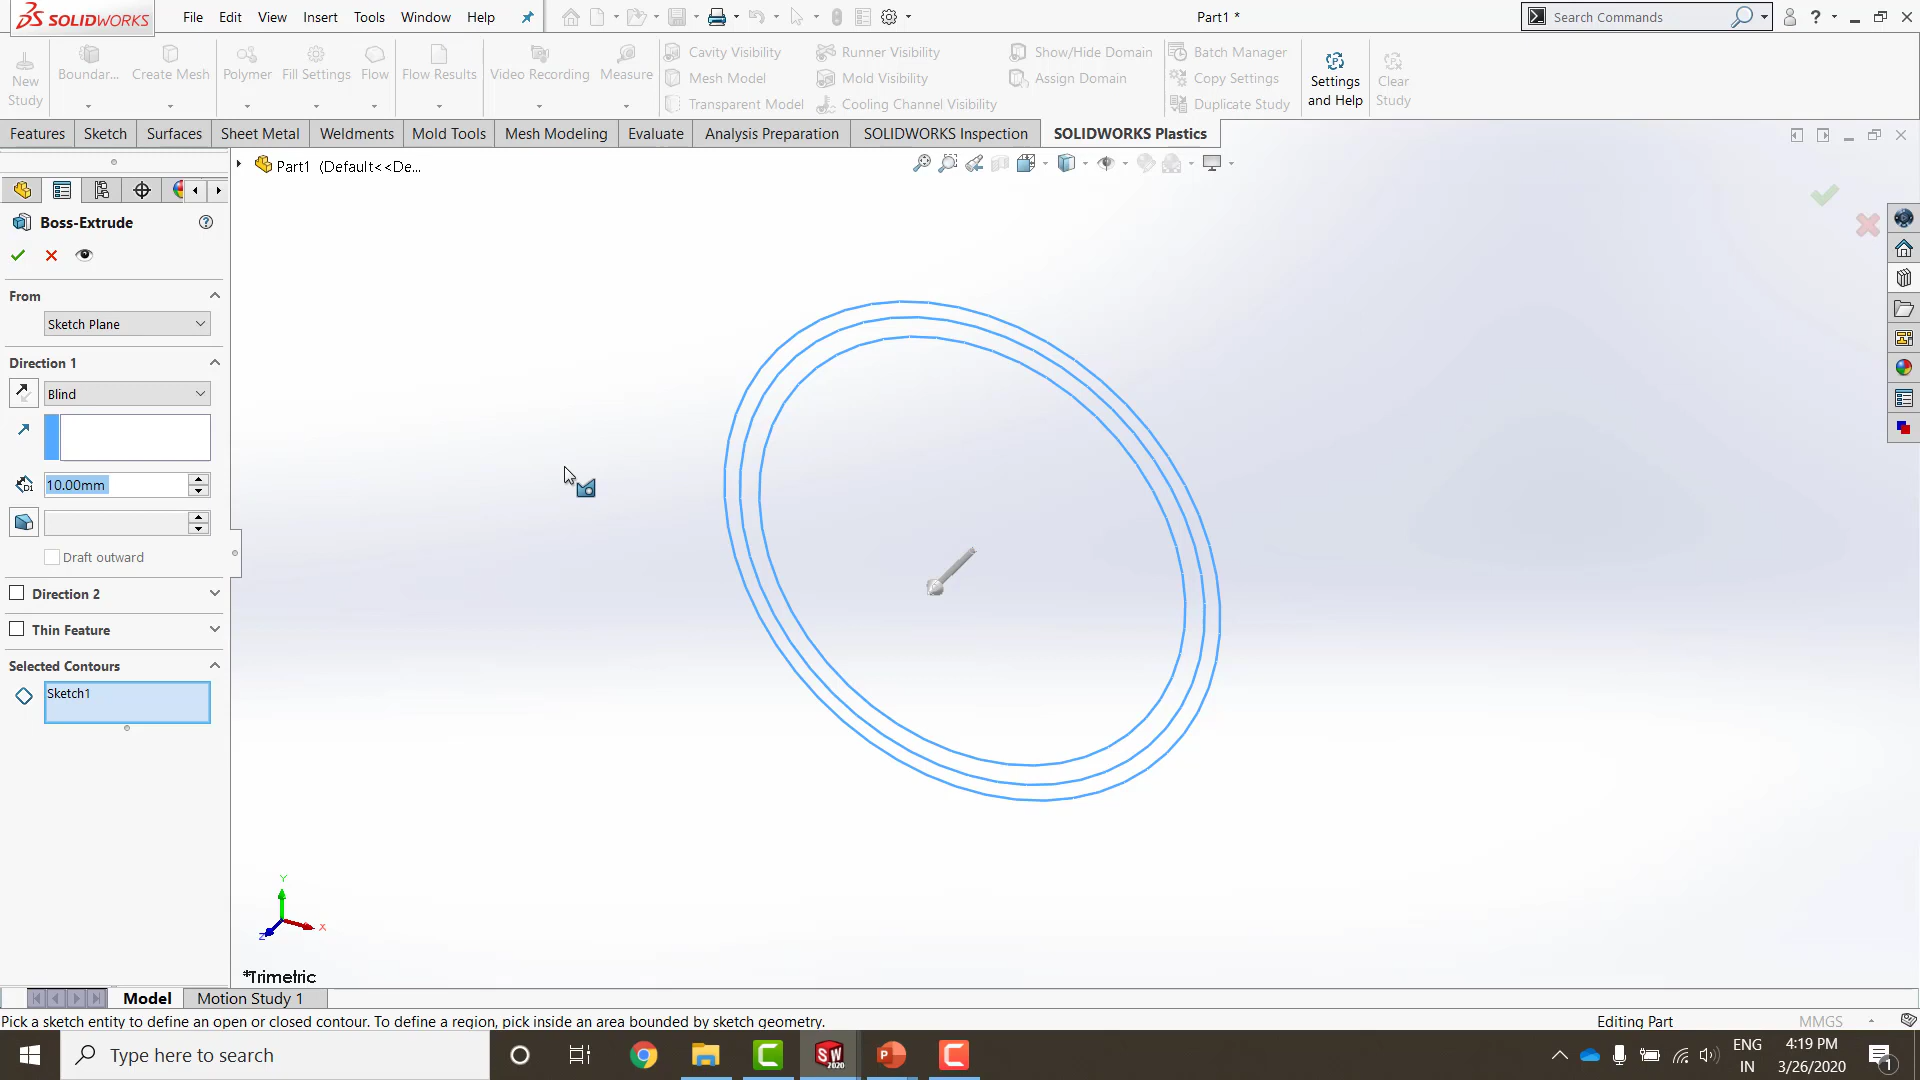 SOLIDWORKS File Edit View Insert Tools Window Help Part1 * Search Commands ?
New Study Boundar... Create Mesh Polymer Fill Settings Flow Flow Results Video Recording Measure
Cavity Visibility Runner Visibility Show/Hide Domain Batch Manager
Mesh Model Mold Visibility Assign Domain Copy Settings
Transparent Model Cooling Channel Visibility Duplicate Study
Settings and Help Clear Study
Features Sketch Surfaces Sheet Metal Weldments Mold Tools Mesh Modeling Evaluate Analysis Preparation SOLIDWORKS Inspection SOLIDWORKS Plastics
Part1 (Default<<De...
Boss-Extrude ?
From
Sketch Plane
Direction 1
Blind
D1 10.00mm
Draft outward
Direction 2
Thin Feature
Selected Contours
Sketch1
Y
X
Z
*Trimetric
Model Motion Study 1
Pick a sketch entity to define an open or closed contour. To define a region, pick inside an area bounded by sketch geometry. Editing Part MMGS
Type here to search SW 2020 P ENG IN 4:19 PM 3/26/2020 1